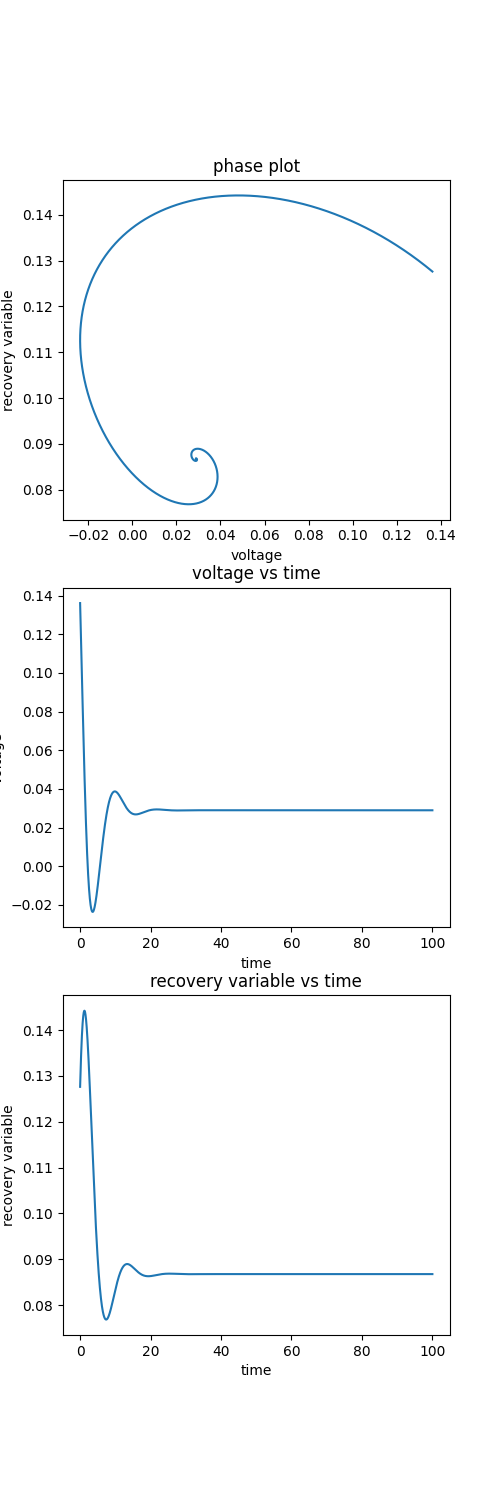 phase plot
0.14
0.13
0.12
0.11
0.10
0.09
0.08
recovery variable
−0.02 0.00 0.02 0.04 0.06 0.08 0.10 0.12 0.14
voltage
voltage vs time
0.14
0.12
0.10
0.08
0.06
0.04
0.02
0.00
−0.02
0 20 40 60 80 100
time
recovery variable vs time
0.14
0.13
0.12
0.11
0.10
0.09
0.08
recovery variable
0 20 40 60 80 100
time